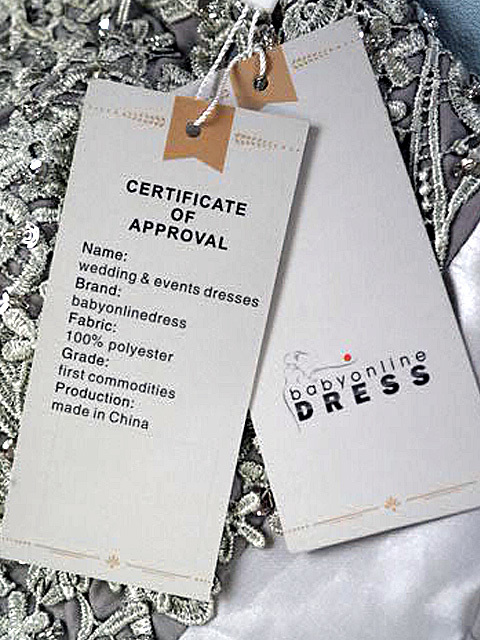 CERTIFICATE
OF
APPROVAL
Name:
wedding & events dresses
Brand:
babyonlinedress
Fabric:
100% polyester
Grade:
first commodities
Production:
made in China
babyonline
DRESS